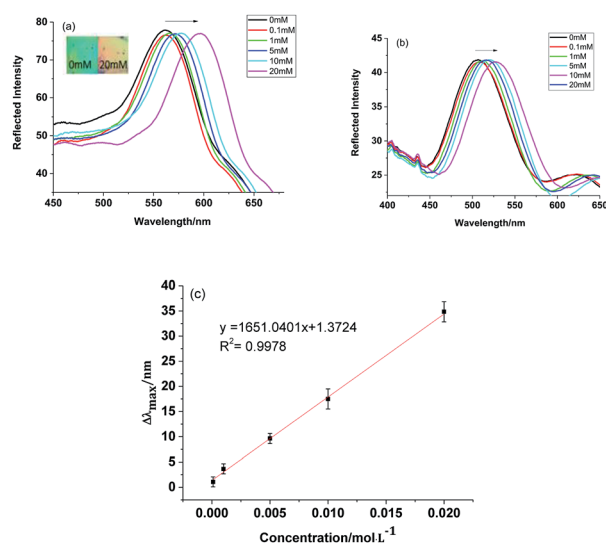 (a)
0mM
20mM
0mM
0.1mM
1mM
5mM
10mM
20mM
80
70
60
50
40
Reflected Intensity
450
500
550
600
650
Wavelength/nm
(b)
0mM
0.1mM
1mM
5mM
10mM
20mM
45
40
35
30
25
Reflected Intensity
400
450
500
550
600
650
Wavelength/nm
(c)
y =1651.0401x+1.3724
R²= 0.9978
40
35
30
25
20
15
10
5
0
Δλmax/nm
0.000
0.005
0.010
0.015
0.020
Concentration/mol·L⁻¹